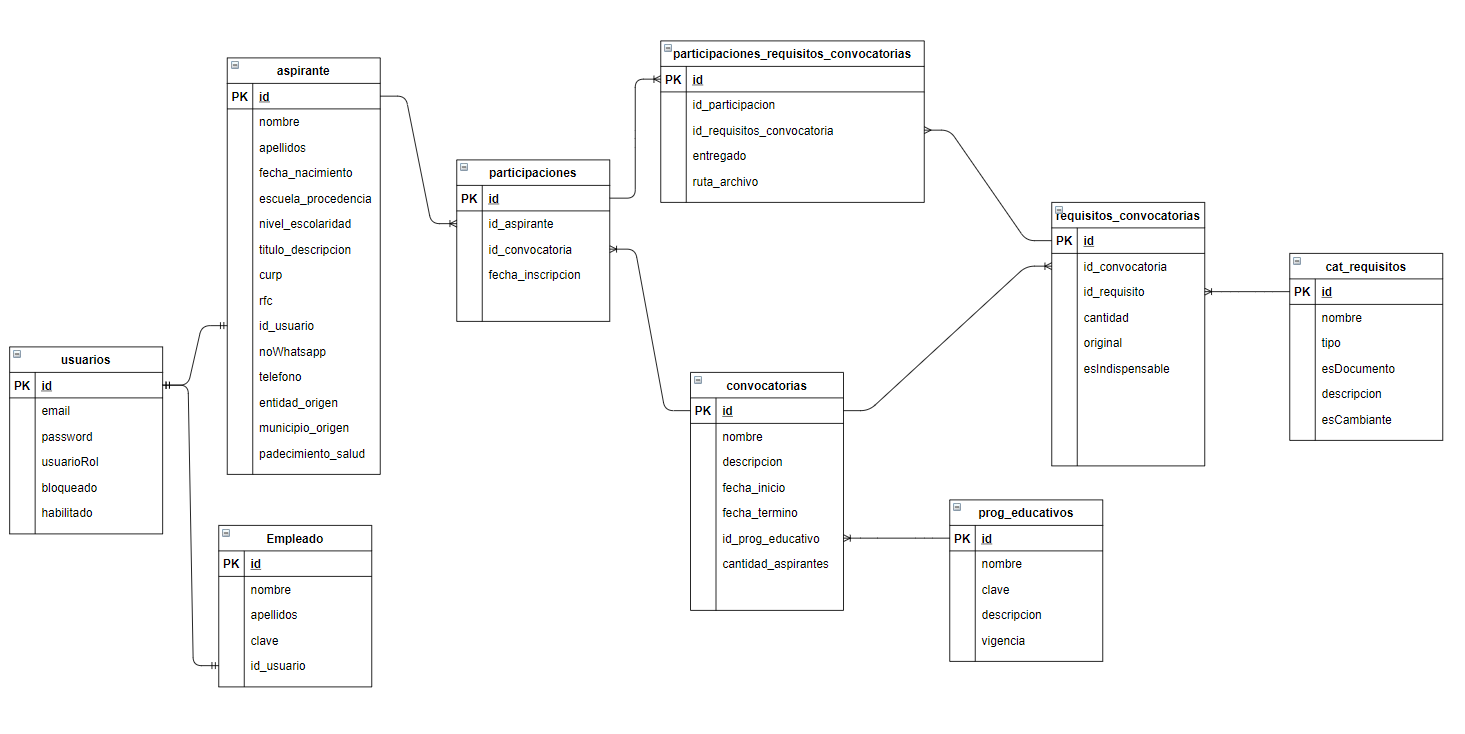 aspirante
PK id
nombre
apellidos
fecha_nacimiento
escuela_procedencia
nivel_escolaridad
titulo_descripcion
curp
rfc
id_usuario
noWhatsapp
telefono
entidad_origen
municipio_origen
padecimiento_salud
participaciones_requisitos_convocatorias
PK id
id_participacion
id_requisitos_convocatoria
entregado
ruta_archivo
participaciones
PK id
id_aspirante
id_convocatoria
fecha_inscripcion
requisitos_convocatorias
PK id
id_convocatoria
id_requisito
cantidad
original
esIndispensable
cat_requisitos
PK id
nombre
tipo
esDocumento
descripcion
esCambiante
usuarios
PK id
email
password
usuarioRol
bloqueado
habilitado
convocatorias
PK id
nombre
descripcion
fecha_inicio
fecha_termino
id_prog_educativo
cantidad_aspirantes
prog_educativos
PK id
nombre
clave
descripcion
vigencia
Empleado
PK id
nombre
apellidos
clave
id_usuario